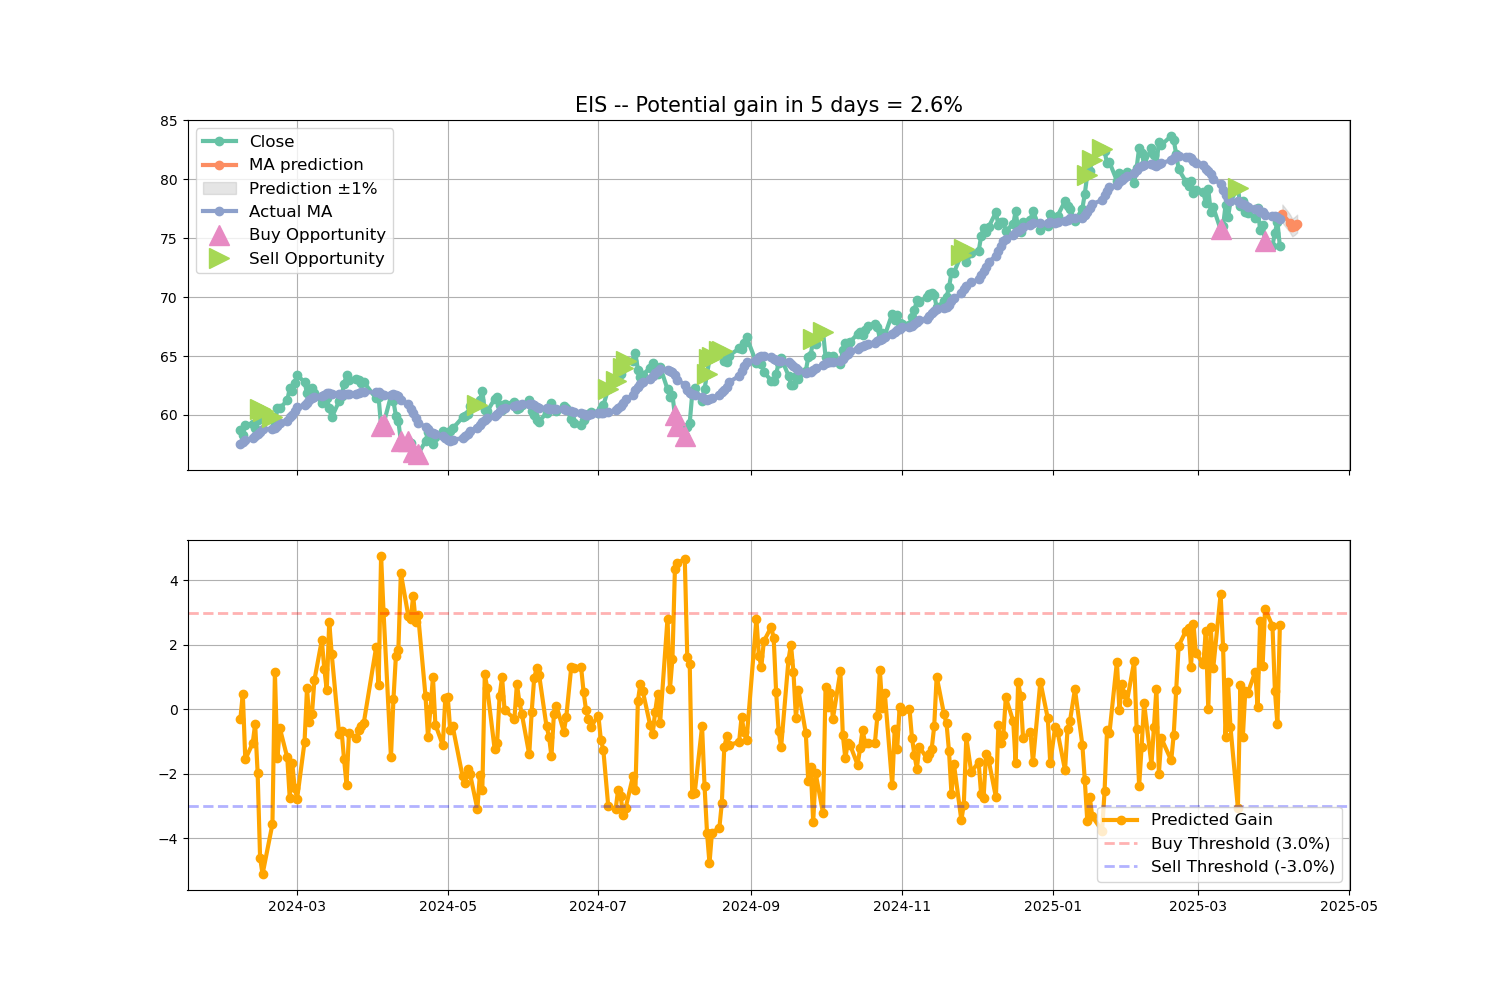 EIS -- Potential gain in 5 days = 2.6%
85
80
75
70
65
60
Close
MA prediction
Prediction ±1%
Actual MA
Buy Opportunity
Sell Opportunity
4
2
0
−2
−4
Predicted Gain
Buy Threshold (3.0%)
Sell Threshold (-3.0%)
2024-03
2024-05
2024-07
2024-09
2024-11
2025-01
2025-03
2025-05